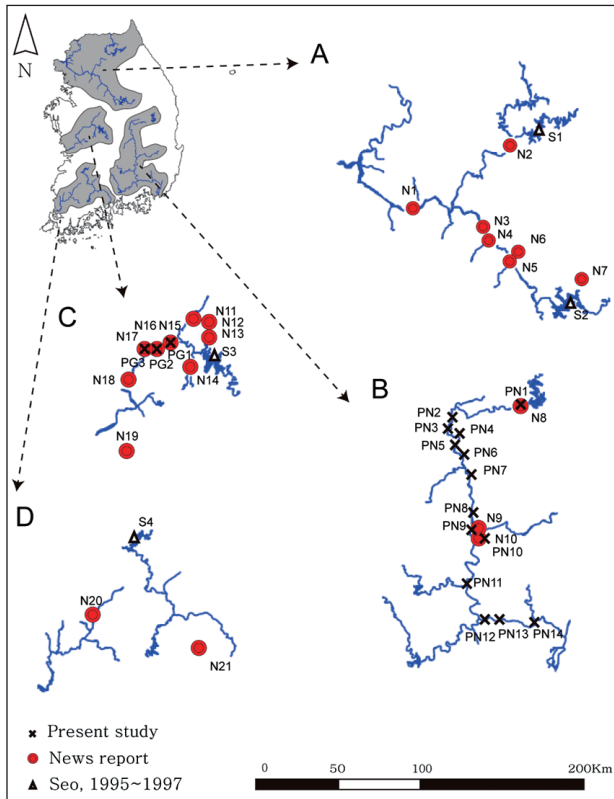 N
A
S1
N2
N1
N3
N4
N6
N5
N7
S2
C
N11
N16 N15
N12
N17
N13
PG1
S3
PG3 PG2
N14
N18
N19
B
PN1
PN2
N8
PN3
PN4
PN5
PN6
PN7
PN8
N9
PN9
N10
PN10
PN11
PN12
PN13
PN14
D
S4
N20
N21
Present study
News report
Seo, 1995~1997
0 50 100 200Km